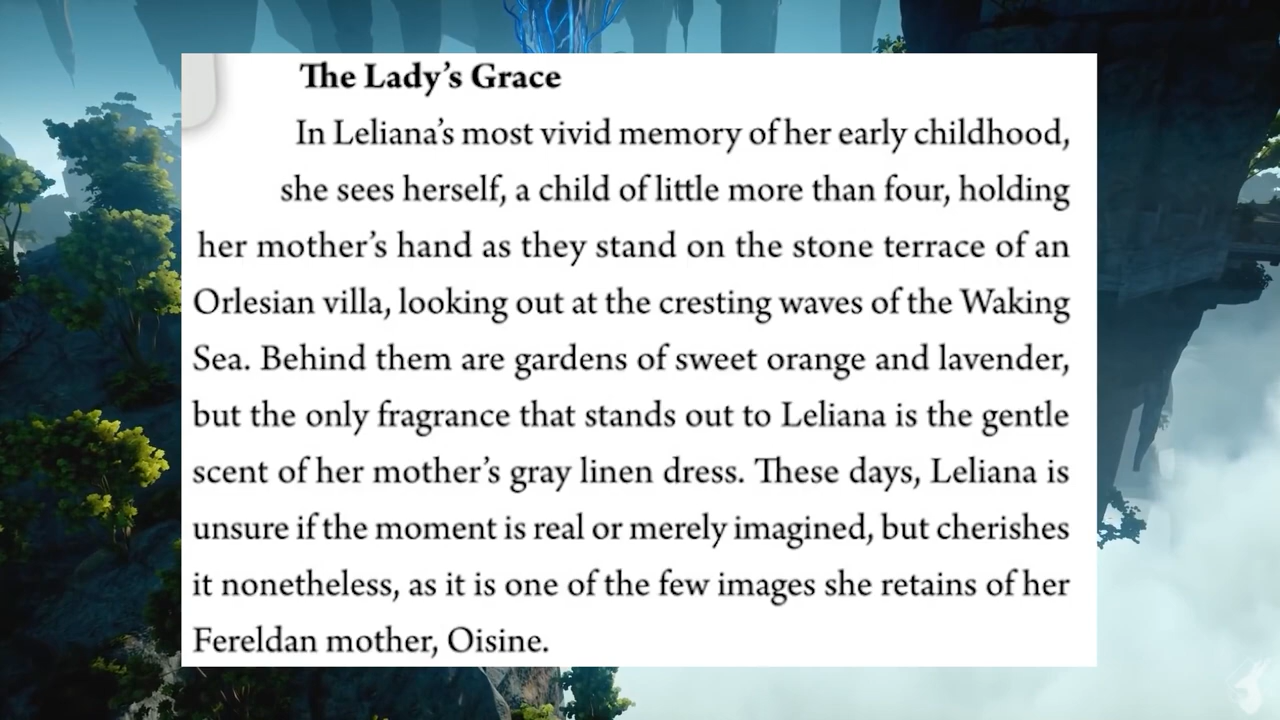 The Lady’s Grace
In Leliana’s most vivid memory of her early childhood,
she sees herself, a child of little more than four, holding
her mother’s hand as they stand on the stone terrace of an
Orlesian villa, looking out at the cresting waves of the Waking
Sea. Behind them are gardens of sweet orange and lavender,
but the only fragrance that stands out to Leliana is the gentle
scent of her mother’s gray linen dress. These days, Leliana is
unsure if the moment is real or merely imagined, but cherishes
it nonetheless, as it is one of the few images she retains of her
Fereldan mother, Oisine.